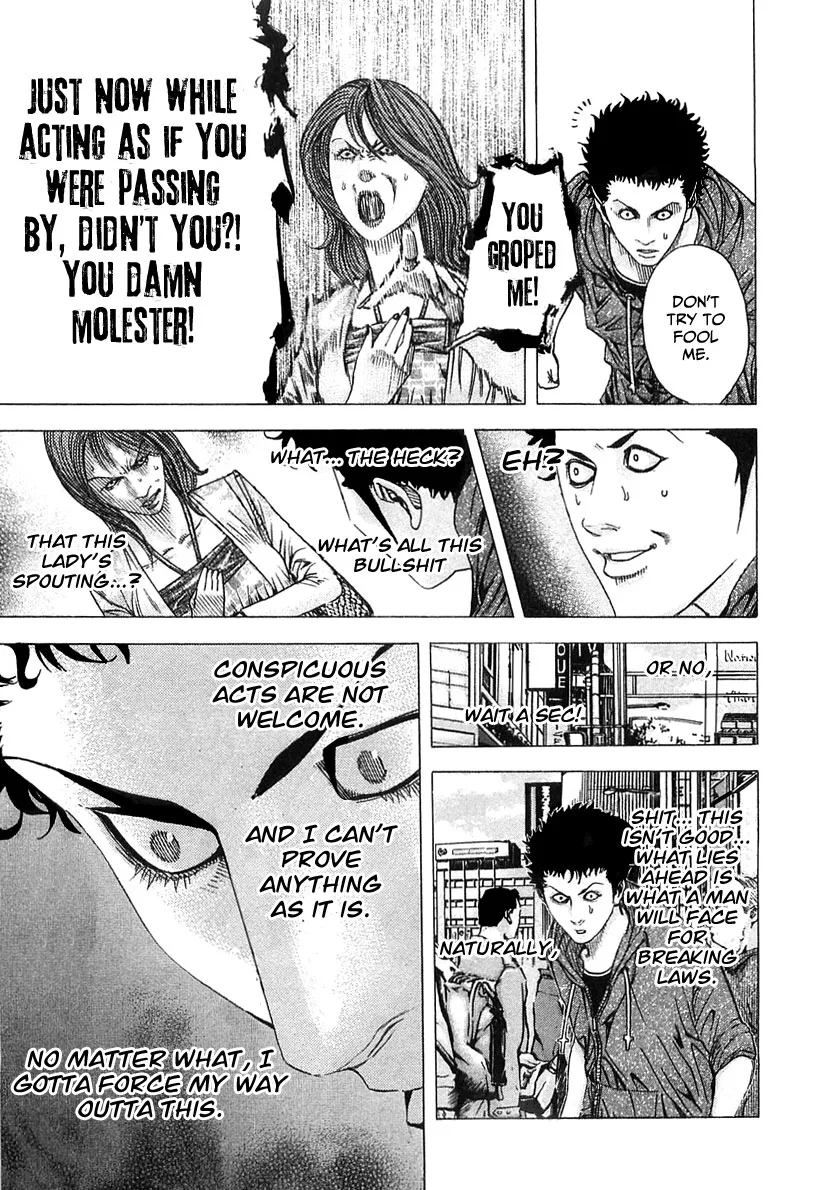 DON'T
TRY TO
FOOL
ME.
YOU
GROPED
ME!
JUST NOW WHILE
ACTING AS IF YOU
WERE PASSING
BY, DIDN'T YOU?!
YOU DAMN
MOLESTER!
EH?
WHAT... THE HECK?
WHAT'S ALL THIS
BULLSHIT
THAT THIS
LADY'S
SPOUTING...?
OR NO,
WAIT A SEC!
OUE
SHIT... THIS
ISN'T GOOD...
WHAT LIES
AHEAD IS
WHAT A MAN
WILL FACE
FOR
BREAKING
LAWS.
NATURALLY,
CONSPICUOUS
ACTS ARE NOT
WELCOME.
AND I CAN'T
PROVE
ANYTHING
AS IT IS.
NO MATTER WHAT, I
GOTTA FORCE MY WAY
OUTTA THIS.